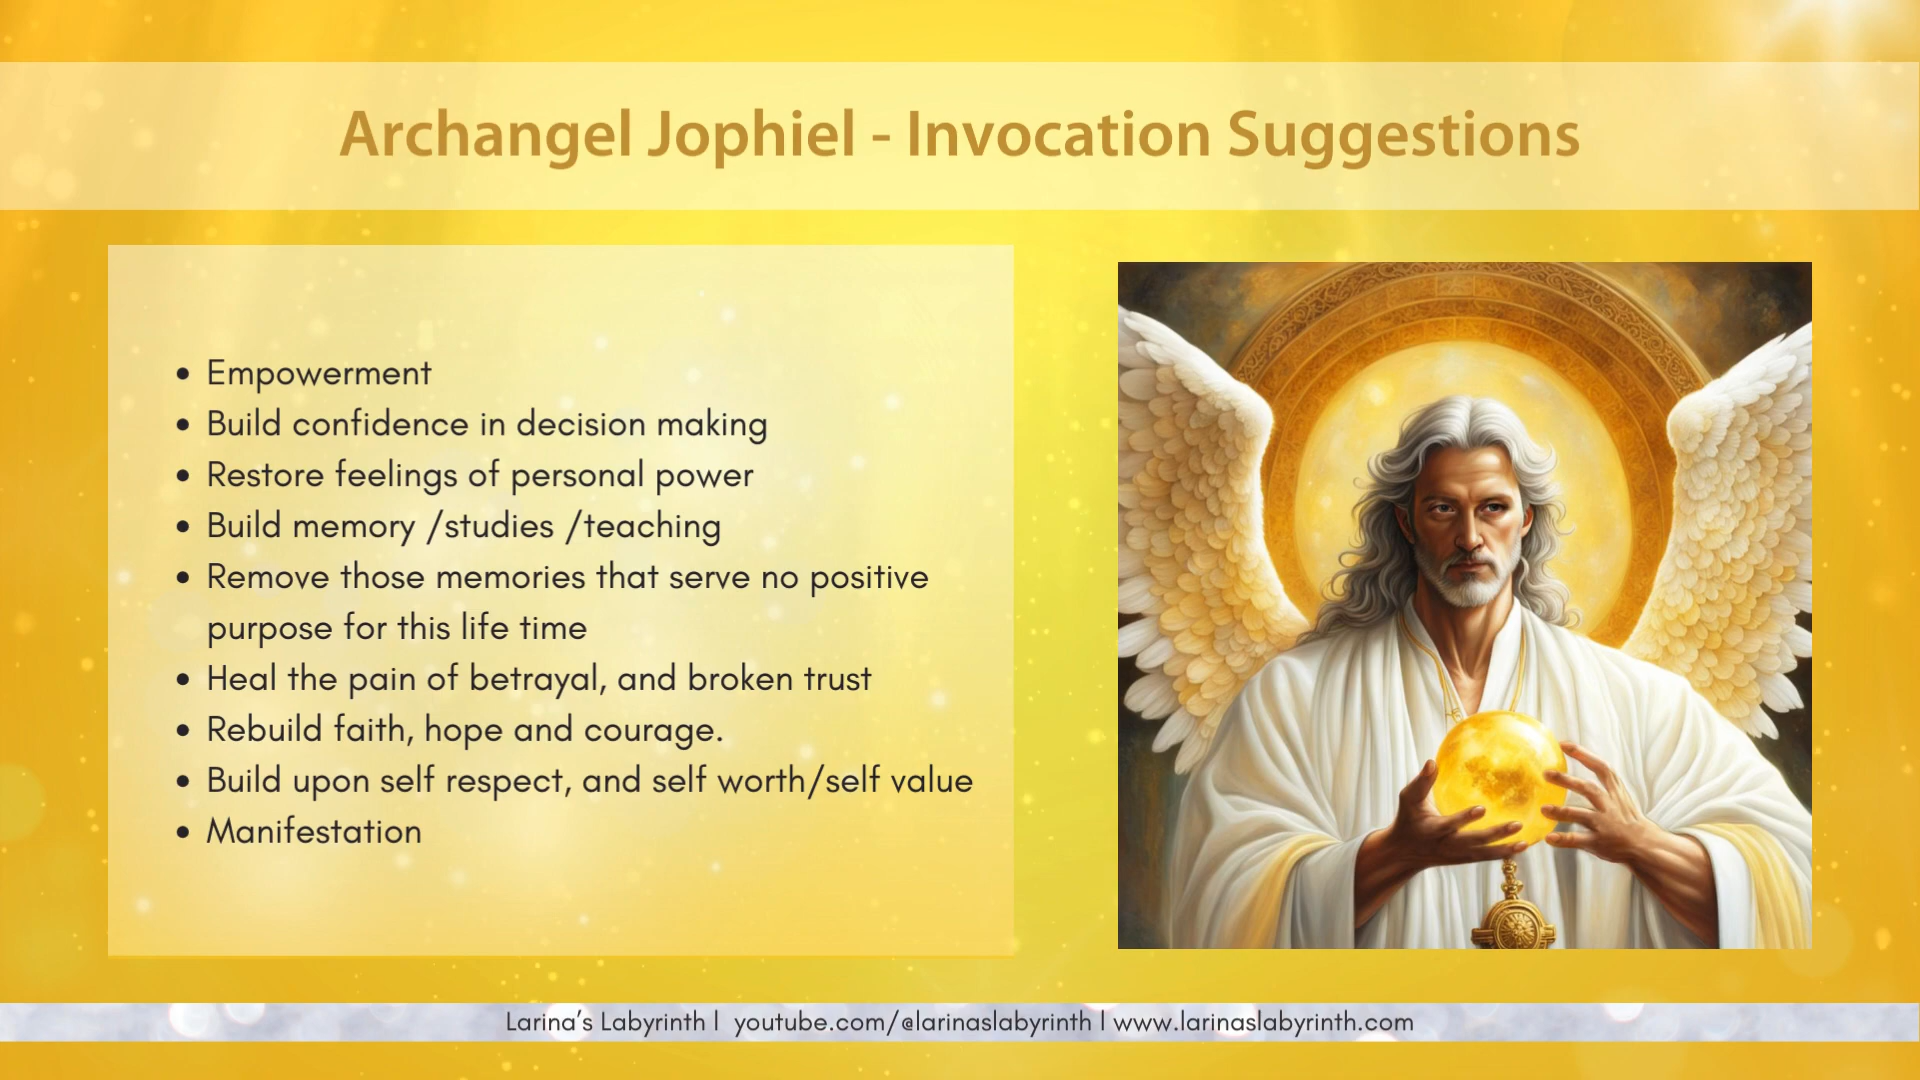 Archangel Jophiel - Invocation Suggestions
• Empowerment
• Build confidence in decision making
• Restore feelings of personal power
• Build memory /studies /teaching
• Remove those memories that serve no positive
purpose for this life time
• Heal the pain of betrayal, and broken trust
• Rebuild faith, hope and courage.
• Build upon self respect, and self worth/self value
• Manifestation
Larina's Labyrinth | youtube.com/@larinaslabyrinth | www.larinaslabyrinth.com